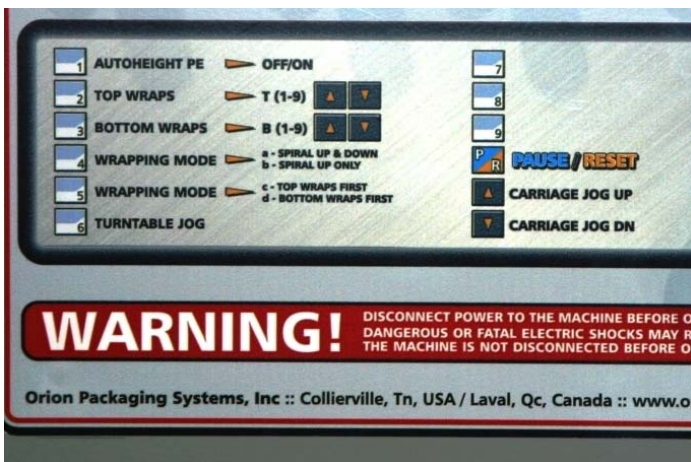 1 AUTOHEIGHT PE OFF/ON
2 TOP WRAPS T (1-9)
3 BOTTOM WRAPS B (1-9)
4 WRAPPING MODE a - SPIRAL UP & DOWN
b - SPIRAL UP ONLY
5 WRAPPING MODE c - TOP WRAPS FIRST
d - BOTTOM WRAPS FIRST
6 TURNTABLE JOG
7
8
9
P/R PAUSE/RESET
CARRIAGE JOG UP
CARRIAGE JOG DN
WARNING!
DISCONNECT POWER TO THE MACHINE BEFORE
DANGEROUS OR FATAL ELECTRIC SHOCKS MAY
THE MACHINE IS NOT DISCONNECTED BEFORE
Orion Packaging Systems, Inc :: Collierville, Tn, USA / Laval, Qc, Canada :: www.o